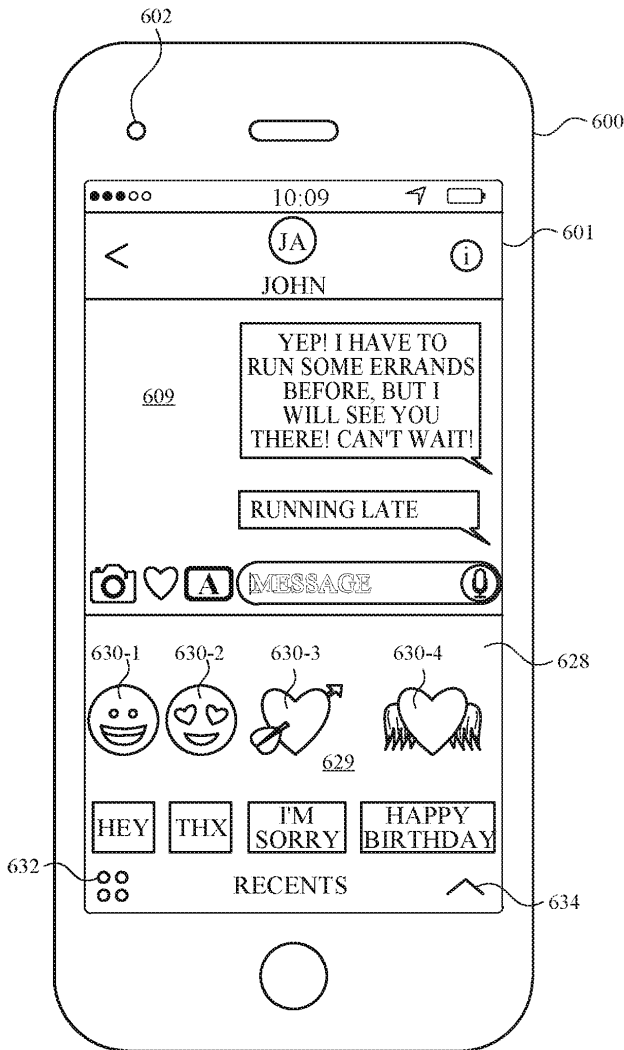 602
600
10:09
601
JA
i
JOHN
YEP! I HAVE TO
RUN SOME ERRANDS
BEFORE, BUT I
WILL SEE YOU
THERE! CAN'T WAIT!
609
RUNNING LATE
A
MESSAGE
630-1
630-2
630-3
630-4
628
629
HEY
THX
I'M
SORRY
HAPPY
BIRTHDAY
632
RECENTS
634